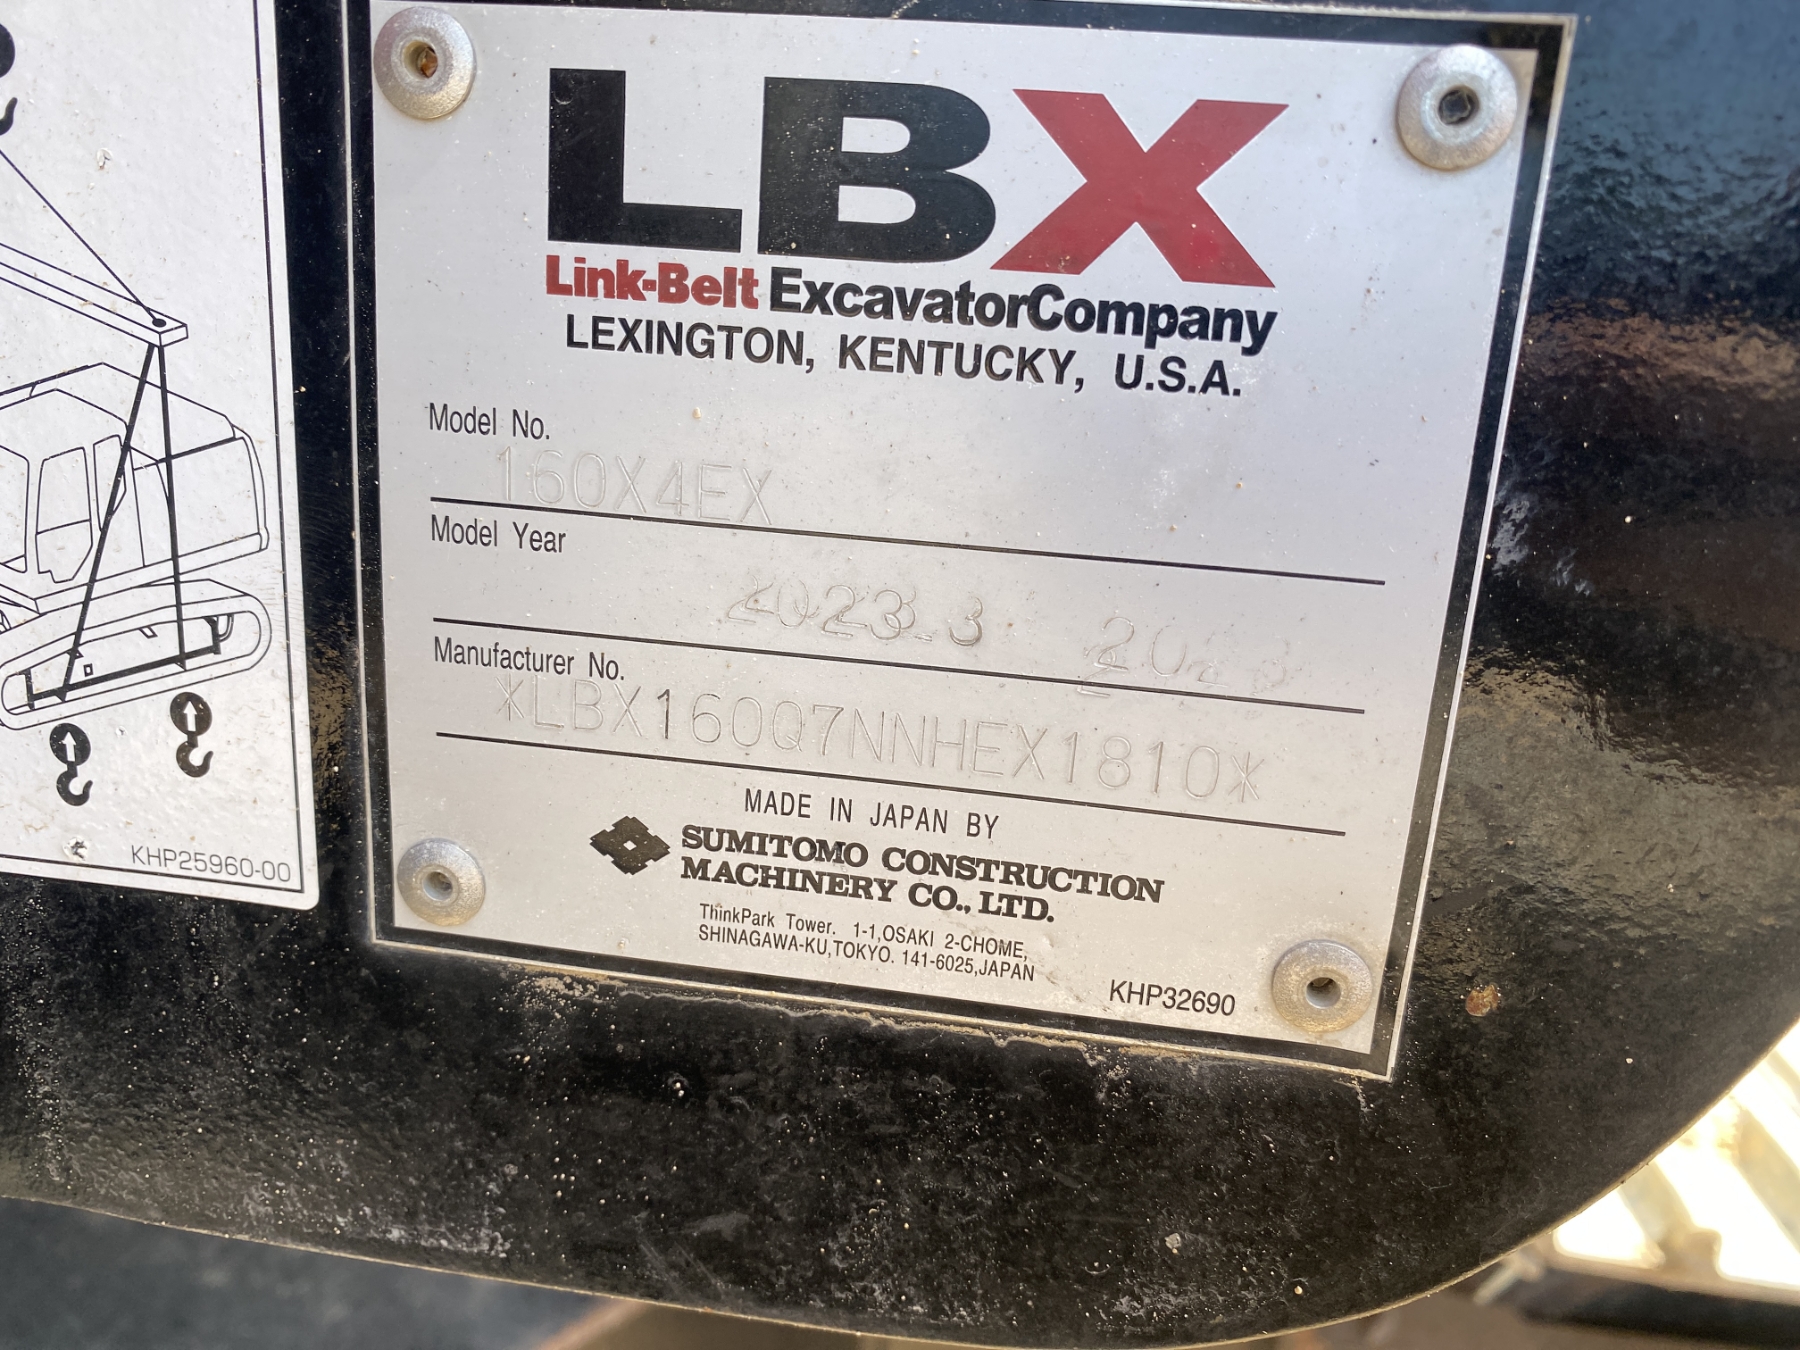 LBX
Link-Belt ExcavatorCompany
LEXINGTON, KENTUCKY, U.S.A.
Model No.
160X4EX
Model Year
2023.3
Manufacturer No.
*LBX160Q7NNHEX1810*
MADE IN JAPAN BY
SUMITOMO CONSTRUCTION
MACHINERY CO., LTD.
ThinkPark Tower. 1-1,OSAKI 2-CHOME,
SHINAGAWA-KU,TOKYO. 141-6025,JAPAN
KHP32690
KHP25960-00